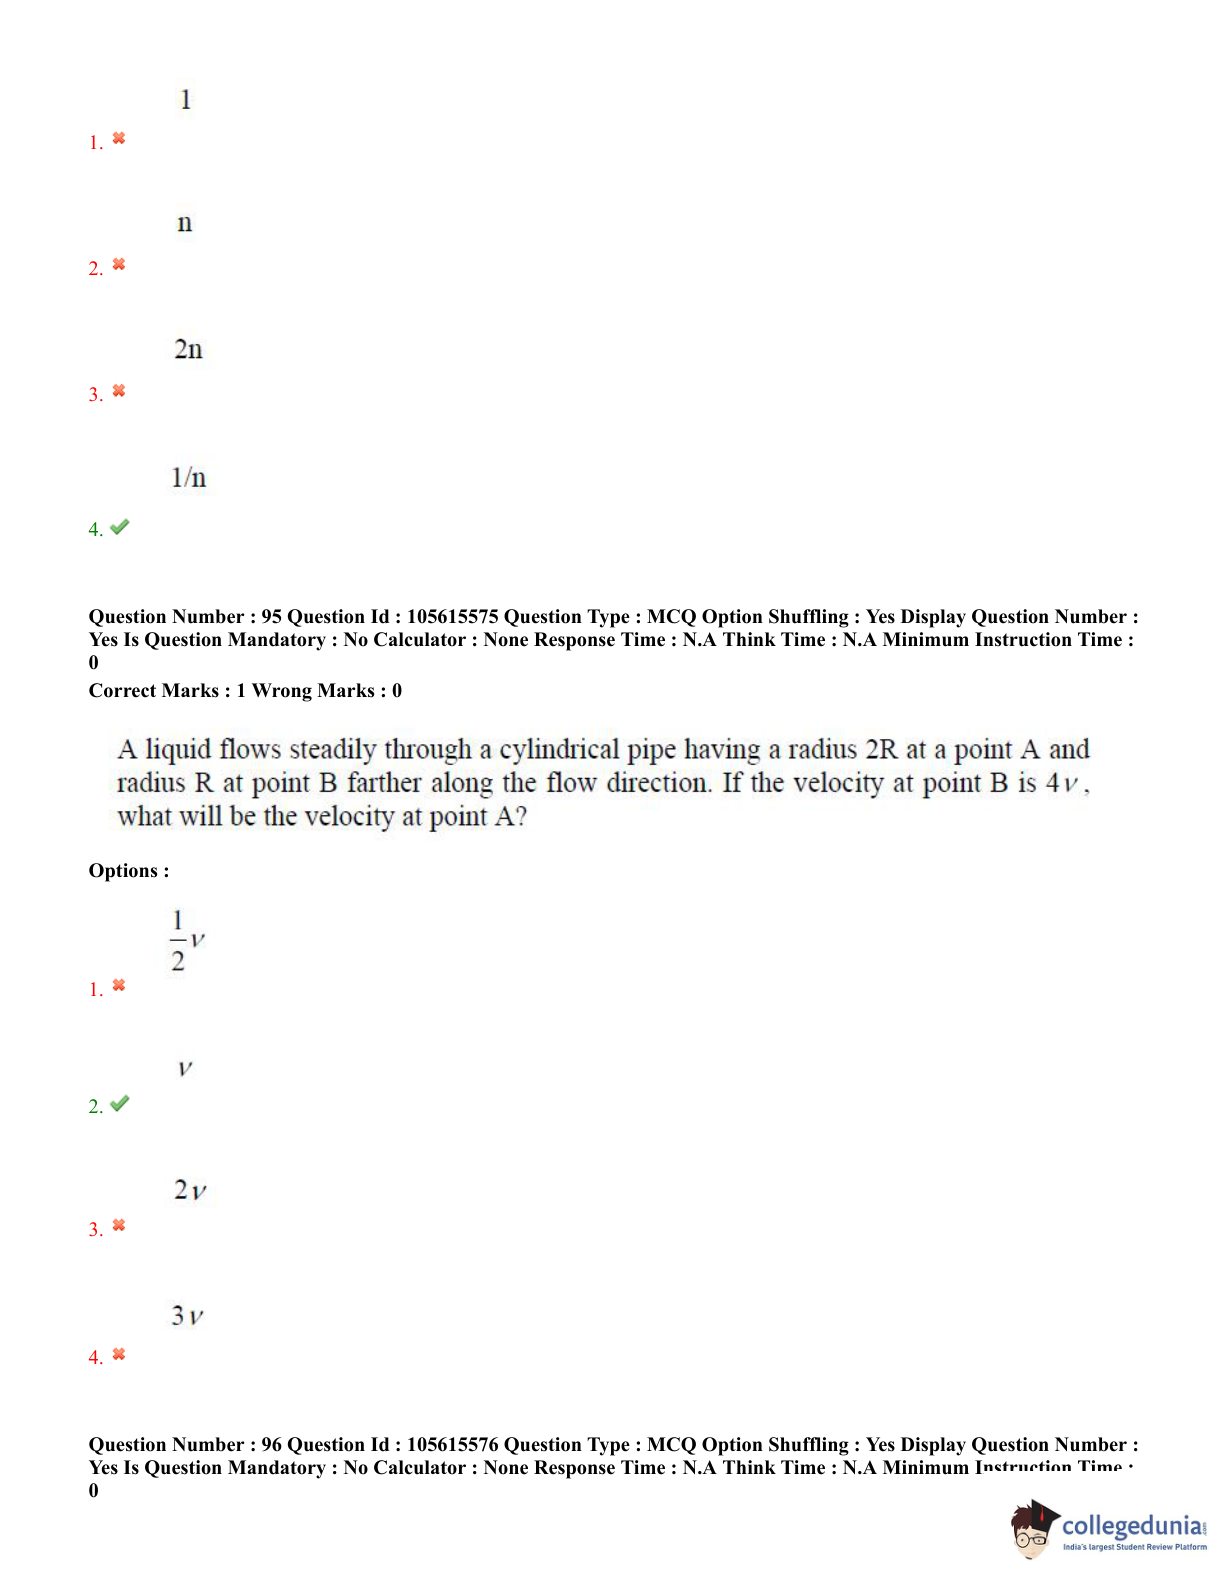 1
1.
n
2.
2n
3.
1/n
4.
Question Number : 95 Question Id : 105615575 Question Type : MCQ Option Shuffling : Yes Display Question Number :
Yes Is Question Mandatory : No Calculator : None Response Time : N.A Think Time : N.A Minimum Instruction Time :
0
Correct Marks : 1 Wrong Marks : 0
A liquid flows steadily through a cylindrical pipe having a radius 2R at a point A and
radius R at point B farther along the flow direction. If the velocity at point B is 4ν,
what will be the velocity at point A?
Options :
1/2 ν
1.
ν
2.
2ν
3.
3ν
4.
Question Number : 96 Question Id : 105615576 Question Type : MCQ Option Shuffling : Yes Display Question Number :
Yes Is Question Mandatory : No Calculator : None Response Time : N.A Think Time : N.A Minimum Instruction Time :
0
collegedunia.com
India's largest Student Review Platform